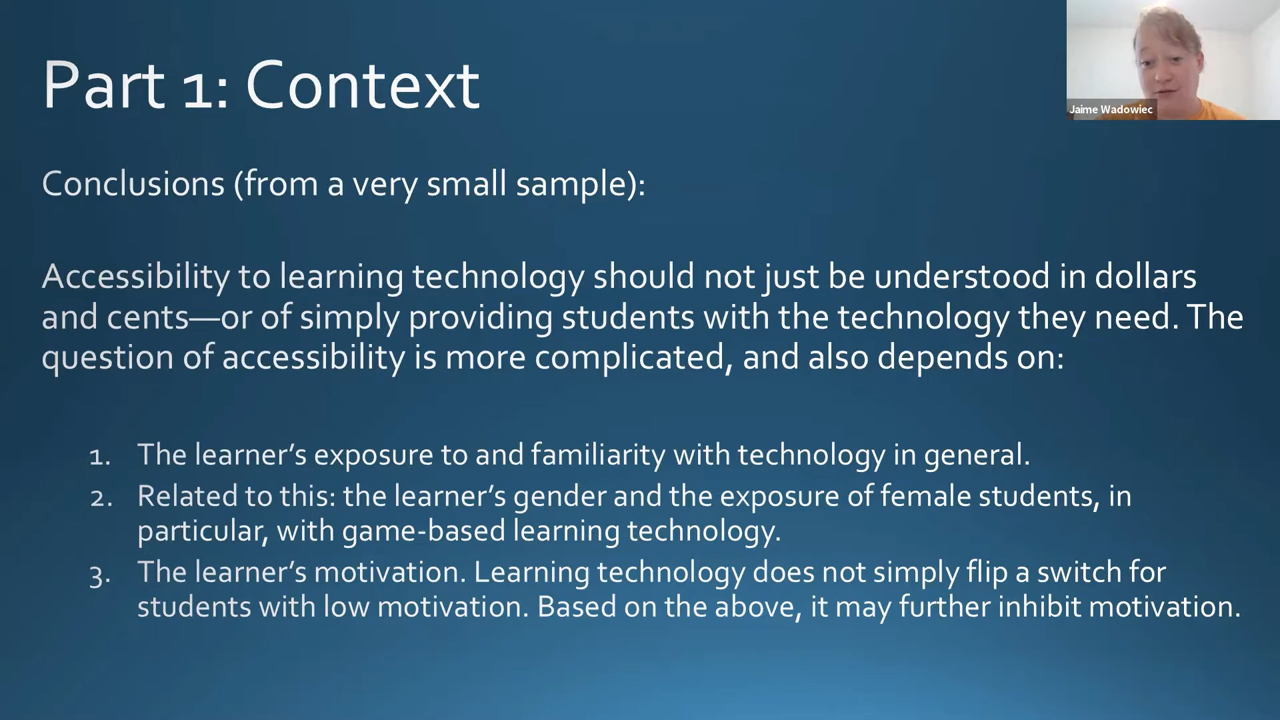 Part 1: Context
Jaime Wadowiec
Conclusions (from a very small sample):
Accessibility to learning technology should not just be understood in dollars
and cents—or of simply providing students with the technology they need. The
question of accessibility is more complicated, and also depends on:
1. The learner’s exposure to and familiarity with technology in general.
2. Related to this: the learner’s gender and the exposure of female students, in
particular, with game-based learning technology.
3. The learner’s motivation. Learning technology does not simply flip a switch for
students with low motivation. Based on the above, it may further inhibit motivation.